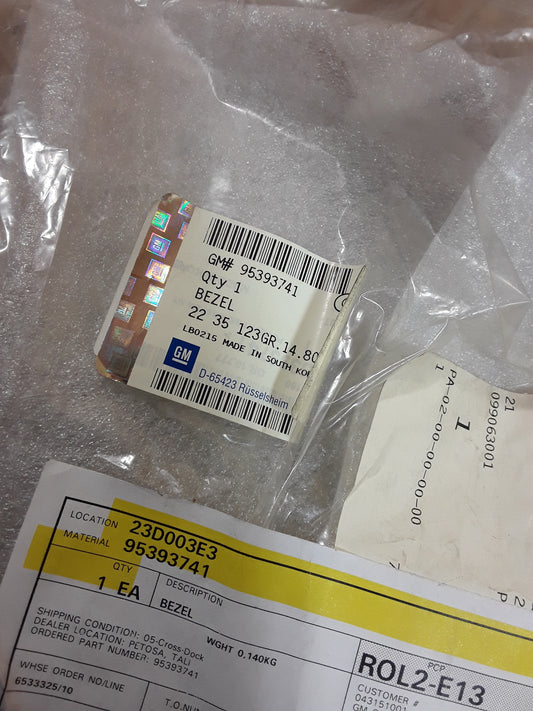 GM# 95393741
Qty 1
BEZEL
22 35 123GR.14.80
LB0215 MADE IN SOUTH KOR
GM
D-65423 Rüsselsheim
21
099063001
1
PA-02-00-00-00-00
1
LOCATION 23D003E3
MATERIAL 95393741
QTY
1 EA
DESCRIPTION
BEZEL
SHIPPING CONDITION: 05-Cross-Dock
DEALER LOCATION: PETOSA, TALI
ORDERED PART NUMBER: 95393741
WGHT 0.140KG
WHSE ORDER NO/LINE
6533325/10
T.O.NUM
PCP
ROL2-E13
CUSTOMER #
043151001